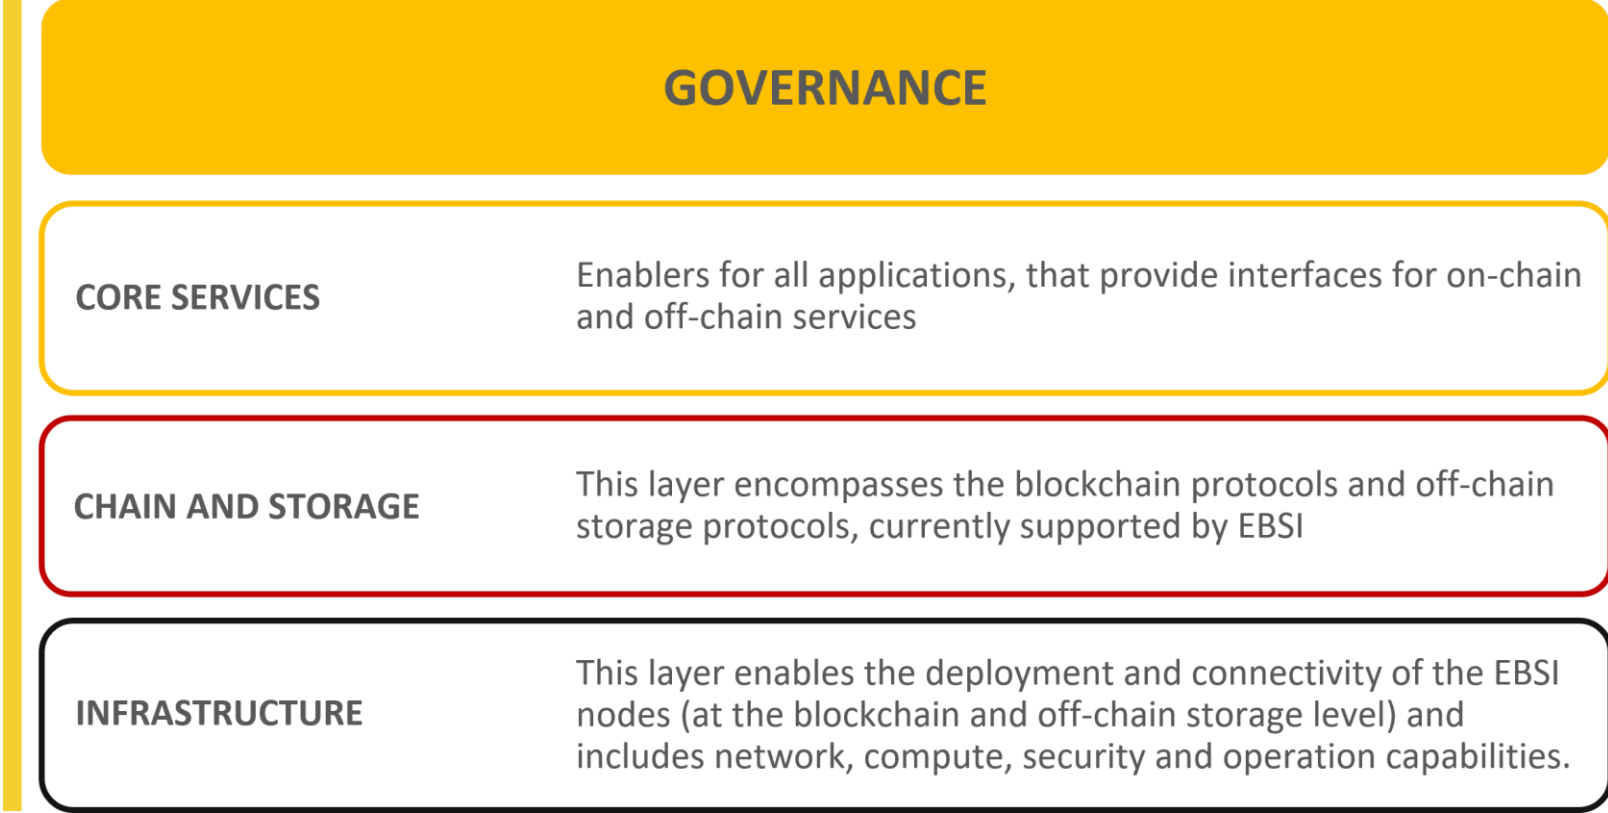 GOVERNANCE
CORE SERVICES
Enablers for all applications, that provide interfaces for on-chain
and off-chain services
CHAIN AND STORAGE
This layer encompasses the blockchain protocols and off-chain
storage protocols, currently supported by EBSI
INFRASTRUCTURE
This layer enables the deployment and connectivity of the EBSI
nodes (at the blockchain and off-chain storage level) and
includes network, compute, security and operation capabilities.